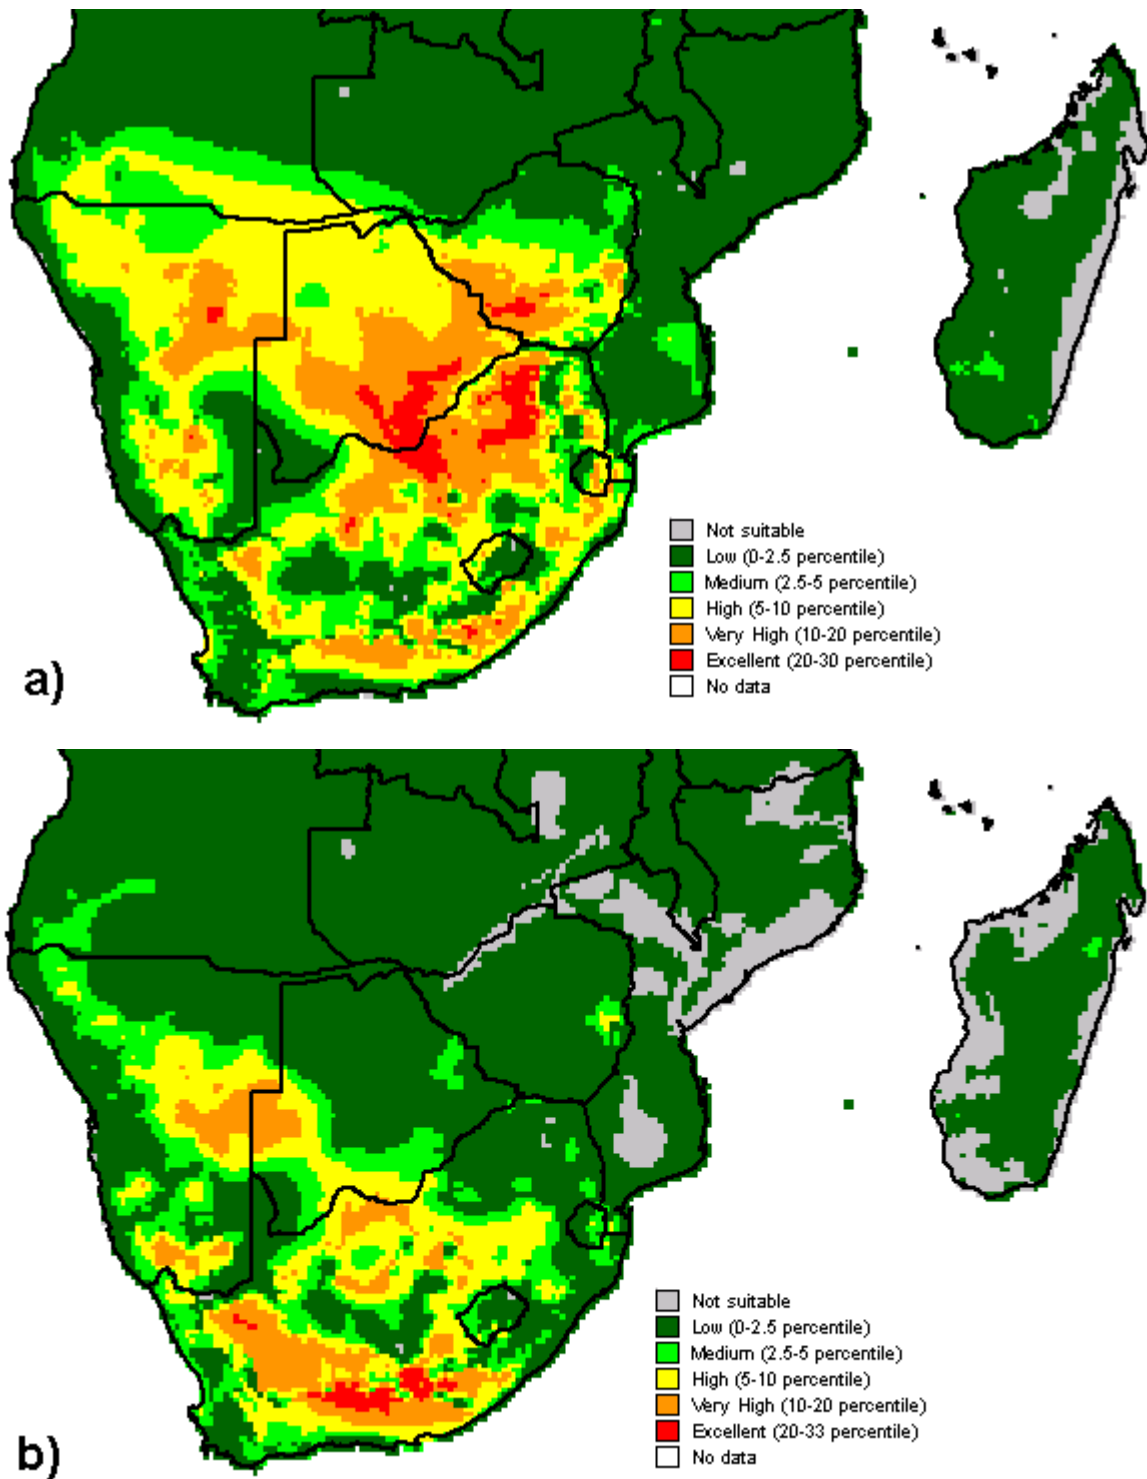 Not suitable
Low (0-2.5 percentile)
Medium (2.5-5 percentile)
High (5-10 percentile)
Very High (10-20 percentile)
Excellent (20-30 percentile)
No data
a)
Not suitable
Low (0-2.5 percentile)
Medium (2.5-5 percentile)
High (5-10 percentile)
Very High (10-20 percentile)
Excellent (20-33 percentile)
No data
b)